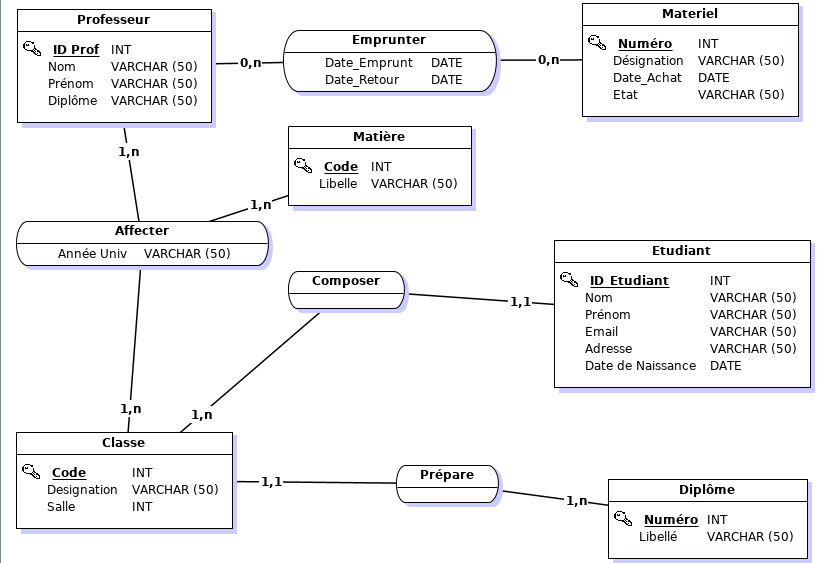 Professeur
ID Prof INT
Nom VARCHAR (50)
Prénom VARCHAR (50)
Diplôme VARCHAR (50)
0,n
Emprunter
Date_Emprunt DATE
Date_Retour DATE
0,n
Materiel
Numéro INT
Désignation VARCHAR (50)
Date_Achat DATE
Etat VARCHAR (50)
1,n
Matière
Code INT
Libelle VARCHAR (50)
1,n
Affecter
Année Univ VARCHAR (50)
Composer
1,1
Etudiant
ID_Etudiant INT
Nom VARCHAR (50)
Prénom VARCHAR (50)
Email VARCHAR (50)
Adresse VARCHAR (50)
Date de Naissance DATE
1,n
1,n
Classe
Code INT
Designation VARCHAR (50)
Salle INT
1,1
Prépare
1,n
Diplôme
Numéro INT
Libellé VARCHAR (50)